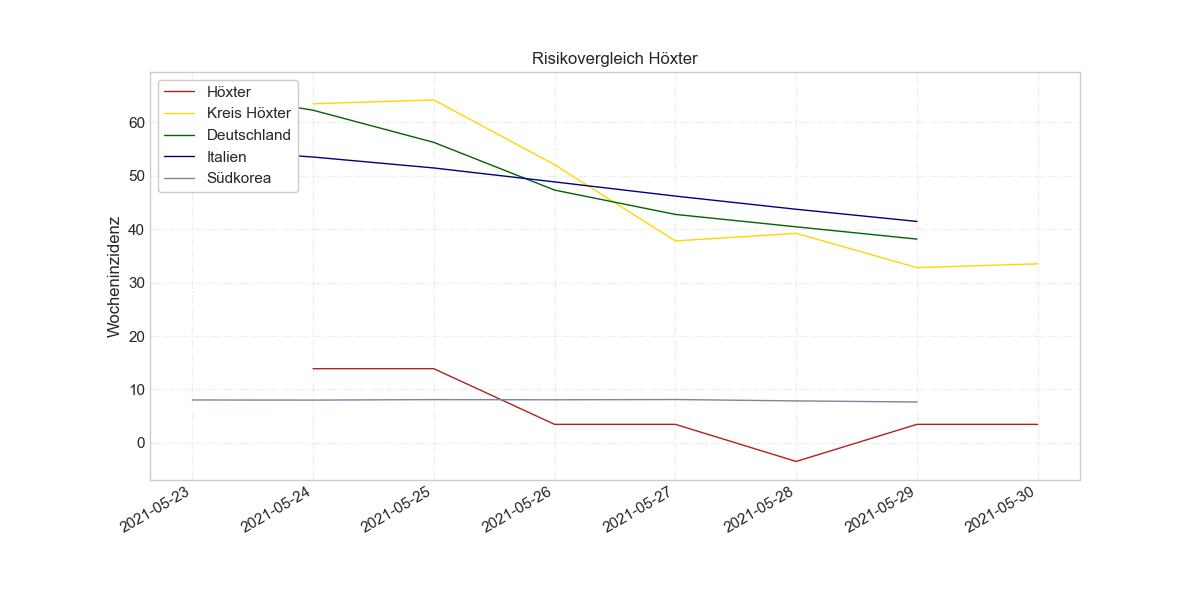 Risikovergleich Höxter
Höxter
Kreis Höxter
Deutschland
Italien
Südkorea
Wocheninzidenz
60
50
40
30
20
10
0
2021-05-23
2021-05-24
2021-05-25
2021-05-26
2021-05-27
2021-05-28
2021-05-29
2021-05-30